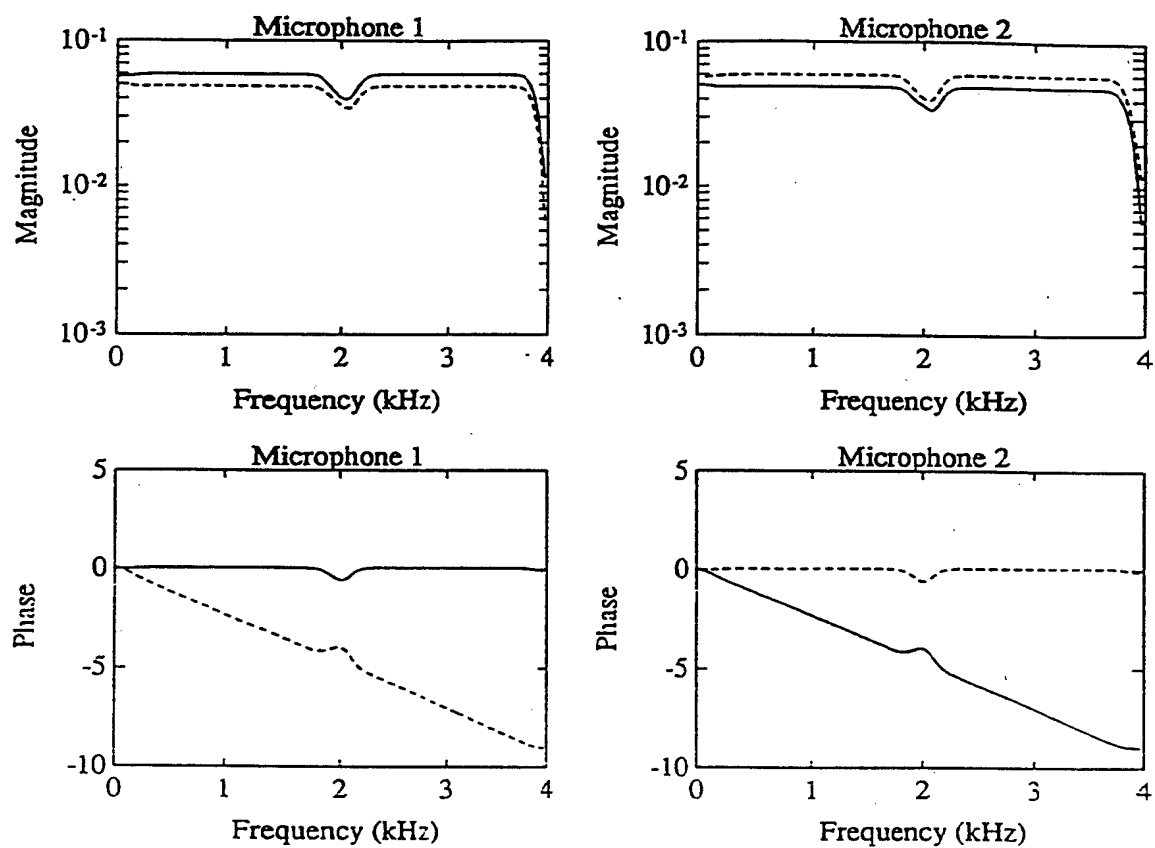 Microphone 1
10^-1
10^-2
10^-3
Magnitude
0 1 2 3 4
Frequency (kHz)
Microphone 2
10^-1
10^-2
10^-3
Magnitude
0 1 2 3 4
Frequency (kHz)
Microphone 1
5
0
-5
-10
Phase
0 1 2 3 4
Frequency (kHz)
Microphone 2
5
0
-5
-10
Phase
0 1 2 3 4
Frequency (kHz)